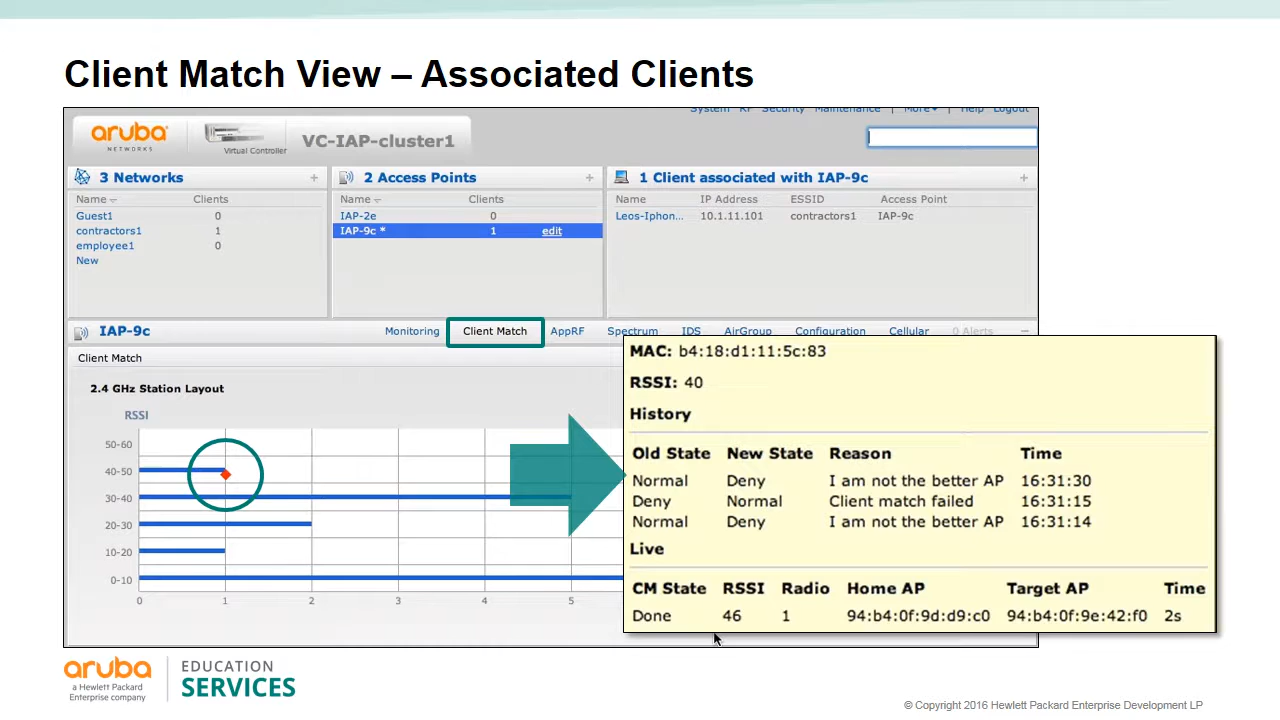 Client Match View – Associated Clients
System RF Security Maintenance | More Help Logout
aruba
NETWORKS
Virtual Controller
VC-IAP-cluster1
3 Networks +
Name Clients
Guest1 0
contractors1 1
employee1 0
New
2 Access Points +
Name Clients
IAP-2e 0
IAP-9c * 1 edit
1 Client associated with IAP-9c +
Name IP Address ESSID Access Point
Leos-Iphon... 10.1.11.101 contractors1 IAP-9c
IAP-9c
Monitoring Client Match AppRF Spectrum IDS AirGroup Configuration Cellular 0 Alerts
Client Match
2.4 GHz Station Layout
RSSI
50-60
40-50
30-40
20-30
10-20
0-10
0 1 2 3 4 5
MAC: b4:18:d1:11:5c:83
RSSI: 40
History
Old State New State Reason Time
Normal Deny I am not the better AP 16:31:30
Deny Normal Client match failed 16:31:15
Normal Deny I am not the better AP 16:31:14
Live
CM State RSSI Radio Home AP Target AP Time
Done 46 1 94:b4:0f:9d:d9:c0 94:b4:0f:9e:42:f0 2s
aruba
a Hewlett Packard
Enterprise company
EDUCATION
SERVICES
© Copyright 2016 Hewlett Packard Enterprise Development LP